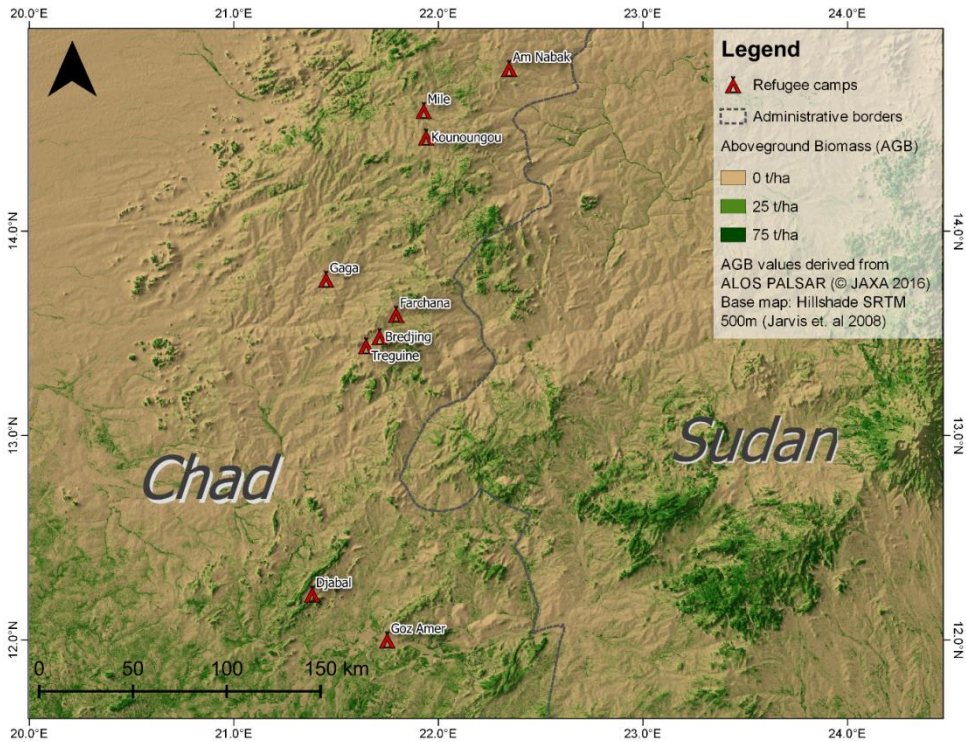 20.0°E
21.0°E
22.0°E
23.0°E
24.0°E
Legend
Refugee camps
Administrative borders
Aboveground Biomass (AGB)
0 t/ha
25 t/ha
75 t/ha
AGB values derived from
ALOS PALSAR (© JAXA 2016)
Base map: Hillshade SRTM
500m (Jarvis et. al 2008)
Am Nabak
Mile
Kounoungou
14.0°N
14.0°N
Gaga
Farchana
Bredjing
Treguine
13.0°N
13.0°N
Chad
Sudan
Djabal
Goz Amer
12.0°N
12.0°N
0 50 100 150 km
20.0°E
21.0°E
22.0°E
23.0°E
24.0°E